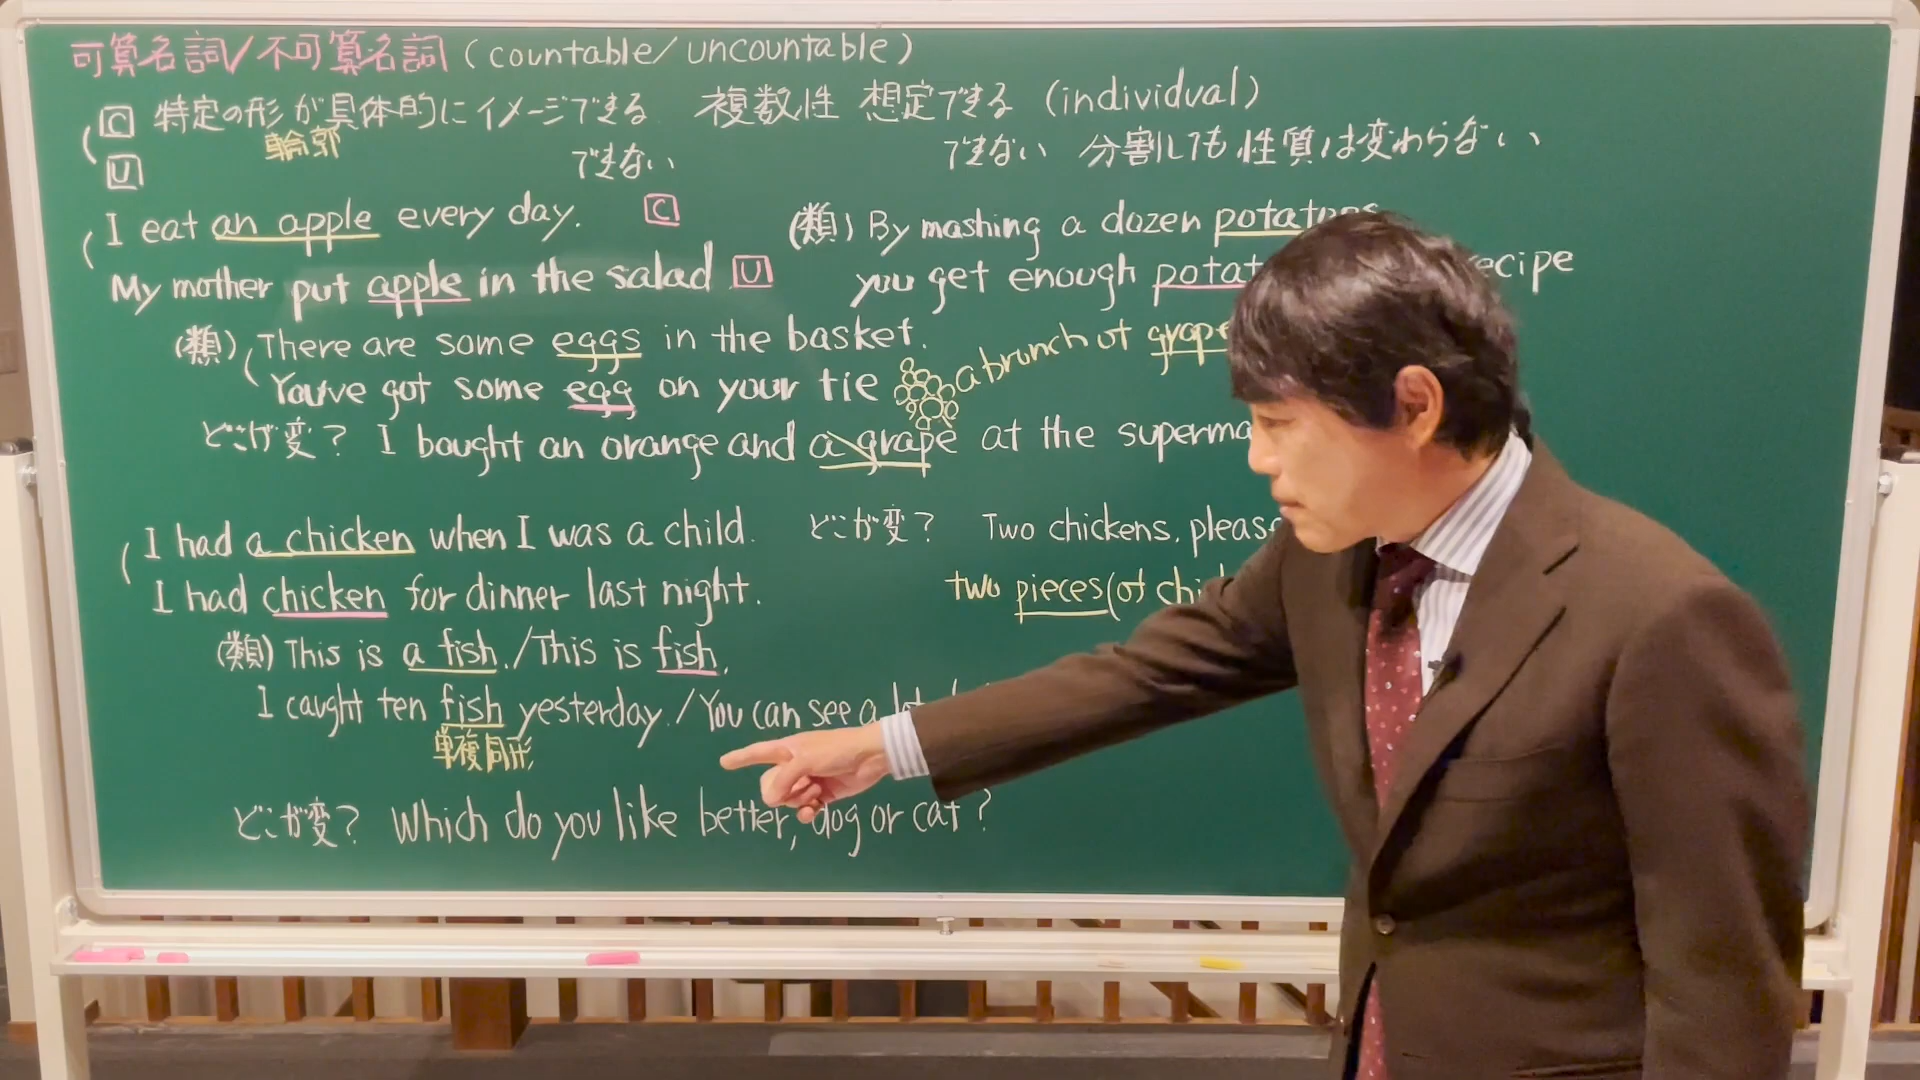 可算名詞/不可算名詞(countable/uncountable)
C 特定の形が具体的にイメージできる 複数性 想定できる (individual)
輪郭
U できない できない 分割しても性質は変わらない、
I eat an apple every day. C
My mother put apple in the salad. U
(類) By mashing a dozen potatoes
you get enough recipe
(類) There are some eggs in the basket.
You've got some egg on your tie
a brunch of
どこが変? I bought an orange and a grape at the
I had a chicken when I was a child. どこが変? Two chickens, please
I had chicken for dinner last night. two pieces (of
(類) This is a fish./This is fish.
I caught ten fish yesterday./You can see a lot
単複同形
どこが変? Which do you like better, dog or cat?